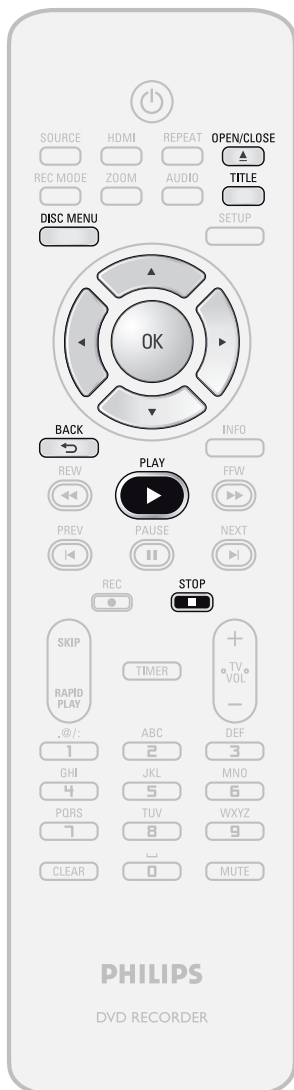 SOURCE HDMI REPEAT OPEN/CLOSE
REC MODE ZOOM AUDIO TITLE
DISC MENU SETUP
OK
BACK INFO
REW PLAY FFW
PREV PAUSE NEXT
REC STOP
SKIP +
TIMER TV VOL
RAPID PLAY −
.@/: ABC DEF
1 2 3
GHI JKL MNO
4 5 6
PQRS TUV WXYZ
7 8 9
CLEAR 0 MUTE
PHILIPS
DVD RECORDER